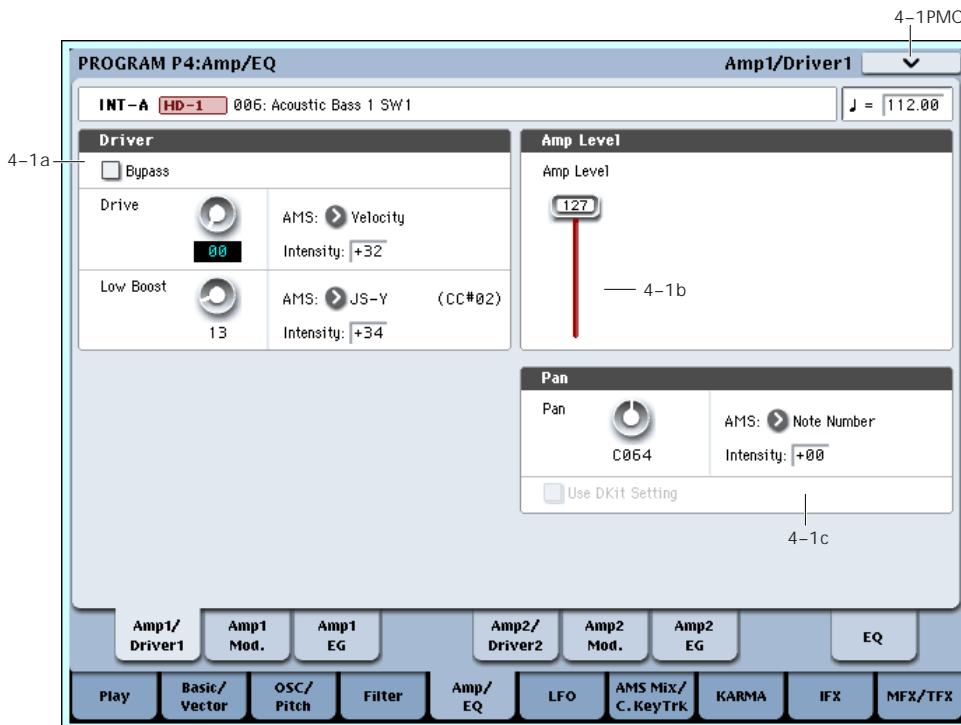 4-1PMC
PROGRAM P4:Amp/EQ
Amp1/Driver1
INT-A HD-1 006: Acoustic Bass 1 SW1
♩ = 112.00
4-1a
Driver
Bypass
Drive
00
AMS: Velocity
Intensity: +32
Low Boost
13
AMS: JS-Y (CC#02)
Intensity: +34
Amp Level
Amp Level
127
4-1b
Pan
Pan
C064
AMS: Note Number
Intensity: +00
Use DKit Setting
4-1c
Amp1/
Driver1
Amp1
Mod.
Amp1
EG
Amp2/
Driver2
Amp2
Mod.
Amp2
EG
EQ
Play
Basic/
Vector
OSC/
Pitch
Filter
Amp/
EQ
LFO
AMS Mix/
C.KeyTrk
KARMA
IFX
MFX/TFX